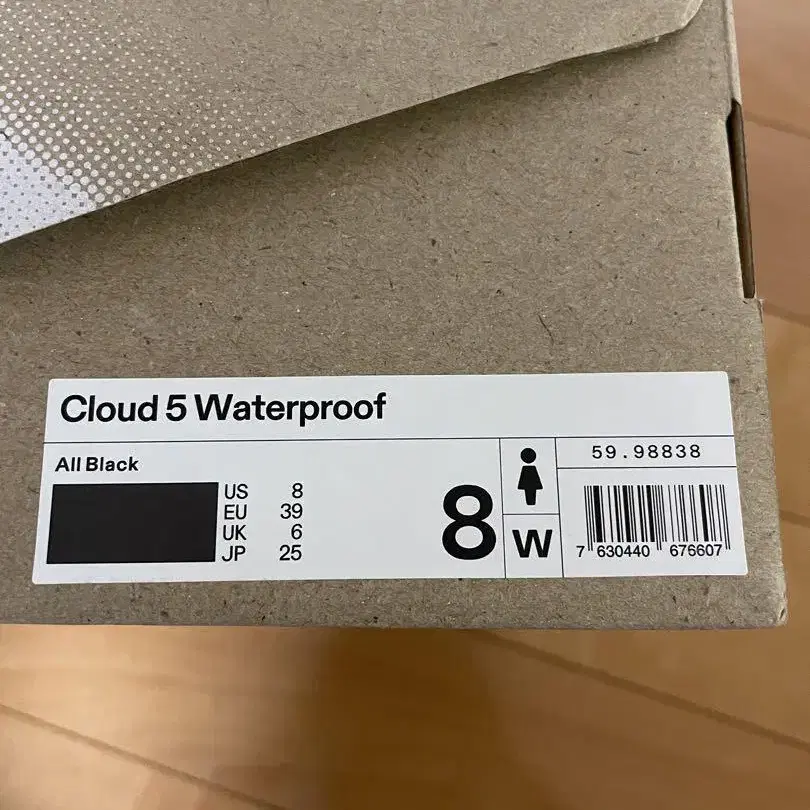 Cloud 5 Waterproof
All Black
US 8
EU 39
UK 6
JP 25
8
W
59.98838
7 630440 676607